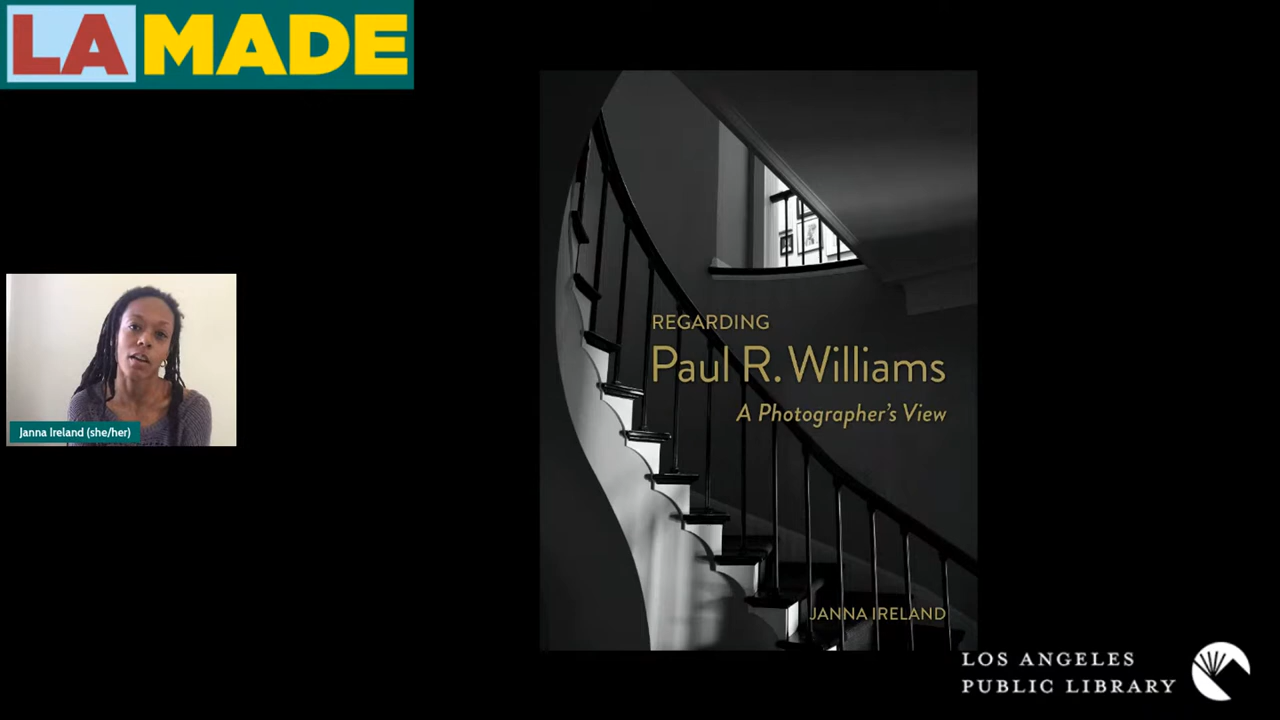 LA MADE
REGARDING
Paul R. Williams
A Photographer's View
Janna Ireland (she/her)
JANNA IRELAND
LOS ANGELES
PUBLIC LIBRARY